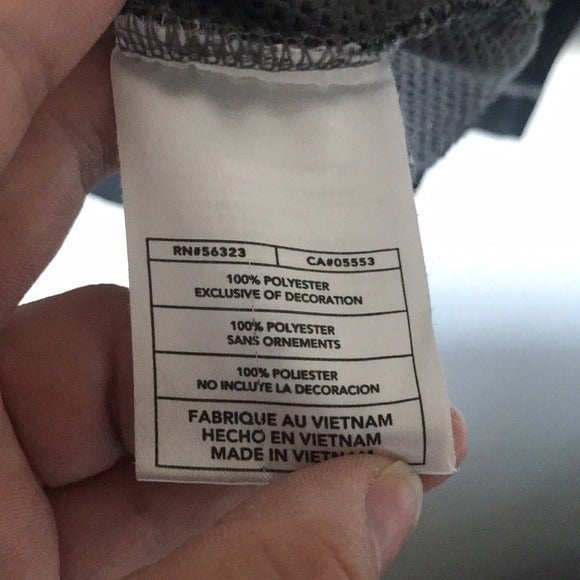 RN#56323 CA#05553
100% POLYESTER
EXCLUSIVE OF DECORATION
100% POLYESTER
SANS ORNEMENTS
100% POLIESTER
NO INCLUYE LA DECORACION
FABRIQUE AU VIETNAM
HECHO EN VIETNAM
MADE IN VIETNAM